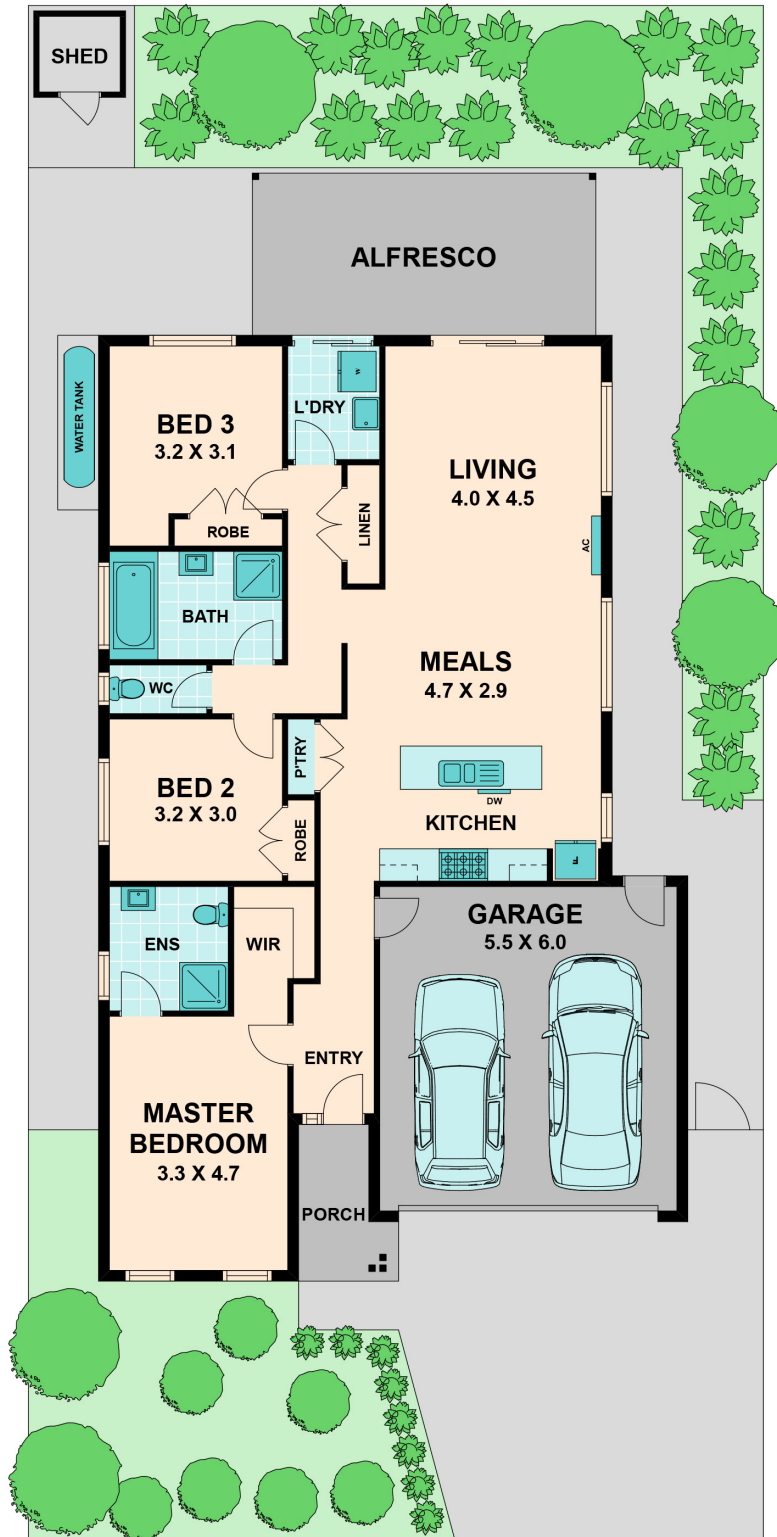 SHED
ALFRESCO
WATER TANK
BED 3
3.2 X 3.1
L'DRY
W
LIVING
4.0 X 4.5
ROBE
LINEN
AC
BATH
WC
MEALS
4.7 X 2.9
BED 2
3.2 X 3.0
P'TRY
ROBE
DW
KITCHEN
F
ENS
WIR
GARAGE
5.5 X 6.0
ENTRY
MASTER
BEDROOM
3.3 X 4.7
PORCH